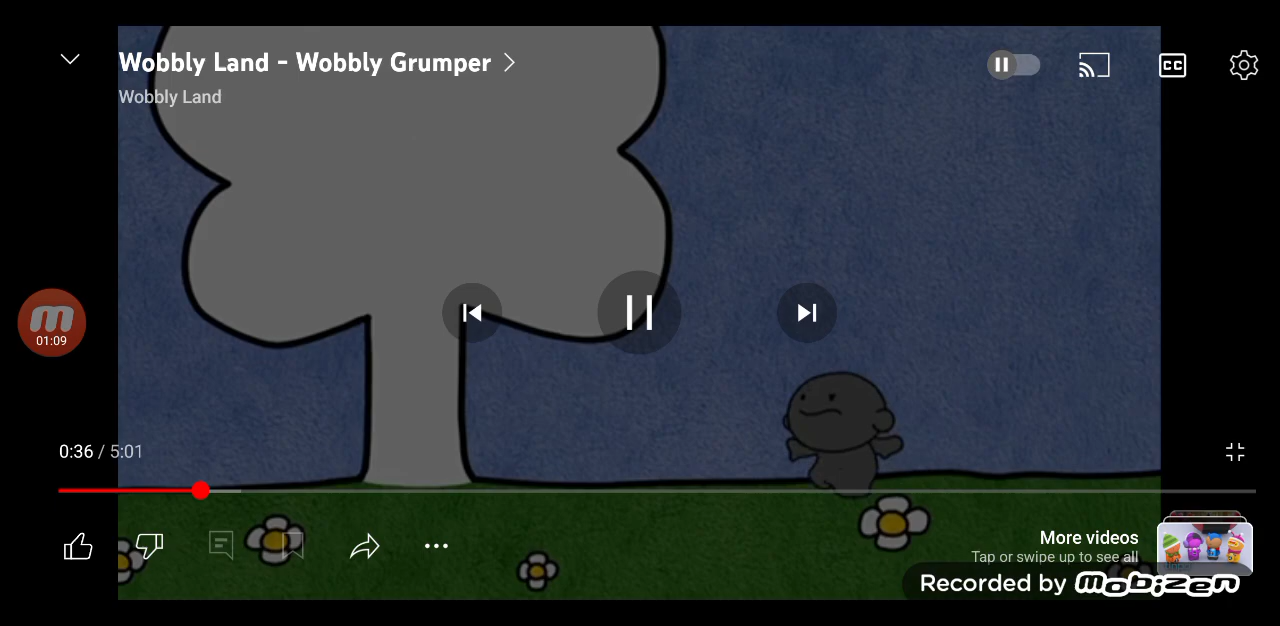 Wobbly Land - Wobbly Grumper
Wobbly Land
CC
m
01:09
0:36 / 5:01
More videos
Tap or swipe up to see all
Recorded by Mobizen